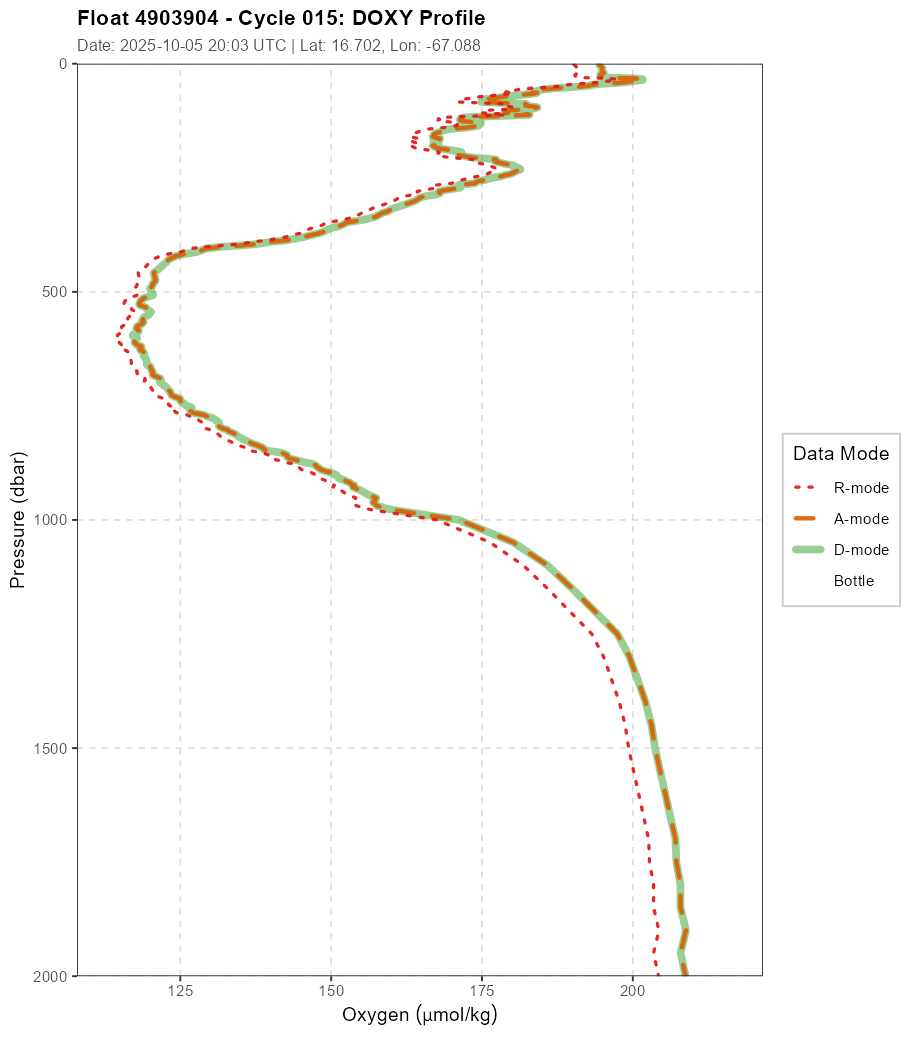 Float 4903904 - Cycle 015: DOXY Profile
Date: 2025-10-05 20:03 UTC | Lat: 16.702, Lon: -67.088
0
500
1000
1500
2000
Pressure (dbar)
125
150
175
200
Oxygen (μmol/kg)
Data Mode
R-mode
A-mode
D-mode
Bottle